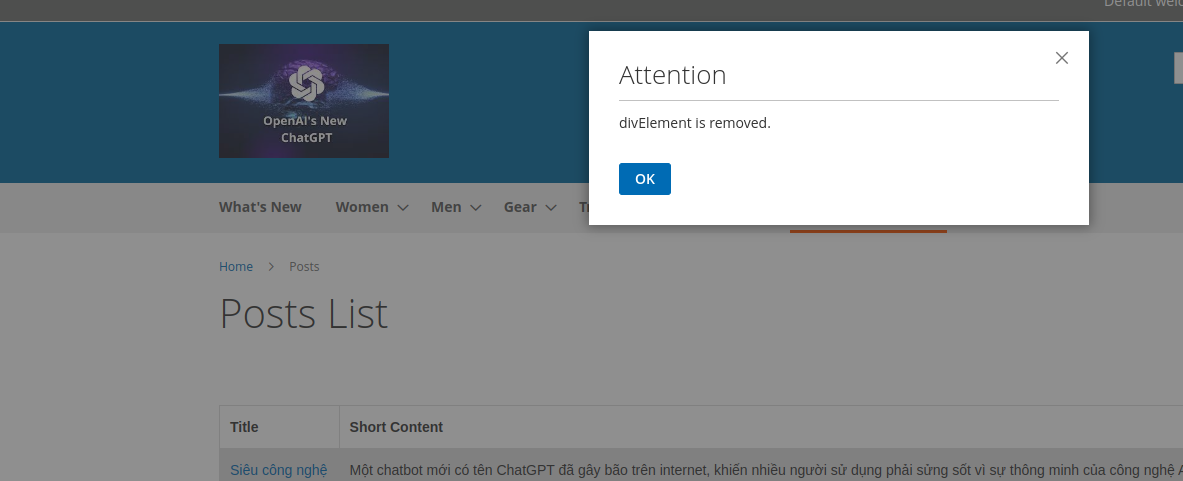 Default
OpenAI's New
ChatGPT
Attention
divElement is removed.
OK
What's New Women Men Gear
Home Posts
Posts List
Title Short Content
Siêu công nghệ Một chatbot mới có tên ChatGPT đã gây bão trên internet, khiến nhiều người sử dụng phải sửng sốt vì sự thông minh của công nghệ